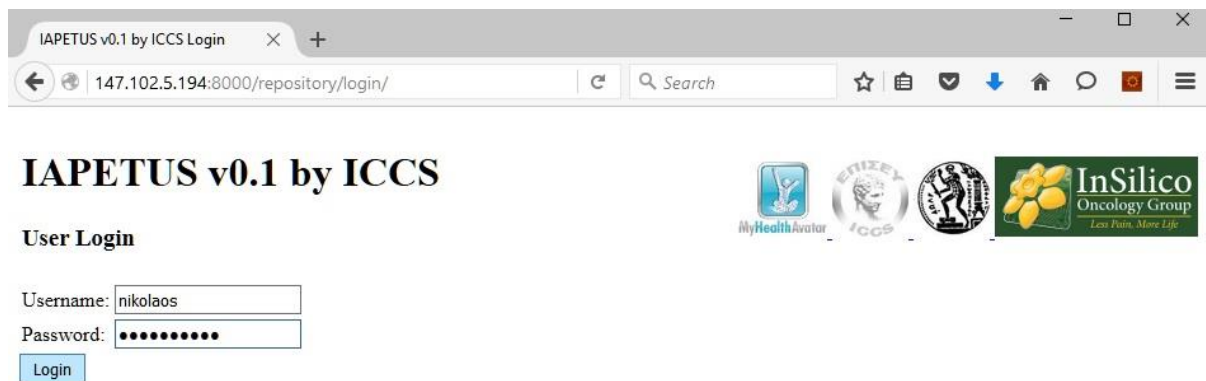 IAPETUS v0.1 by ICCS Login
147.102.5.194:8000/repository/login/
Search
IAPETUS v0.1 by ICCS
MyHealthAvatar
ΕΠΙΣΕΥ
ICCS
InSilico
Oncology Group
Less Pain, More Life
User Login
Username: nikolaos
Password: ●●●●●●●●●●
Login